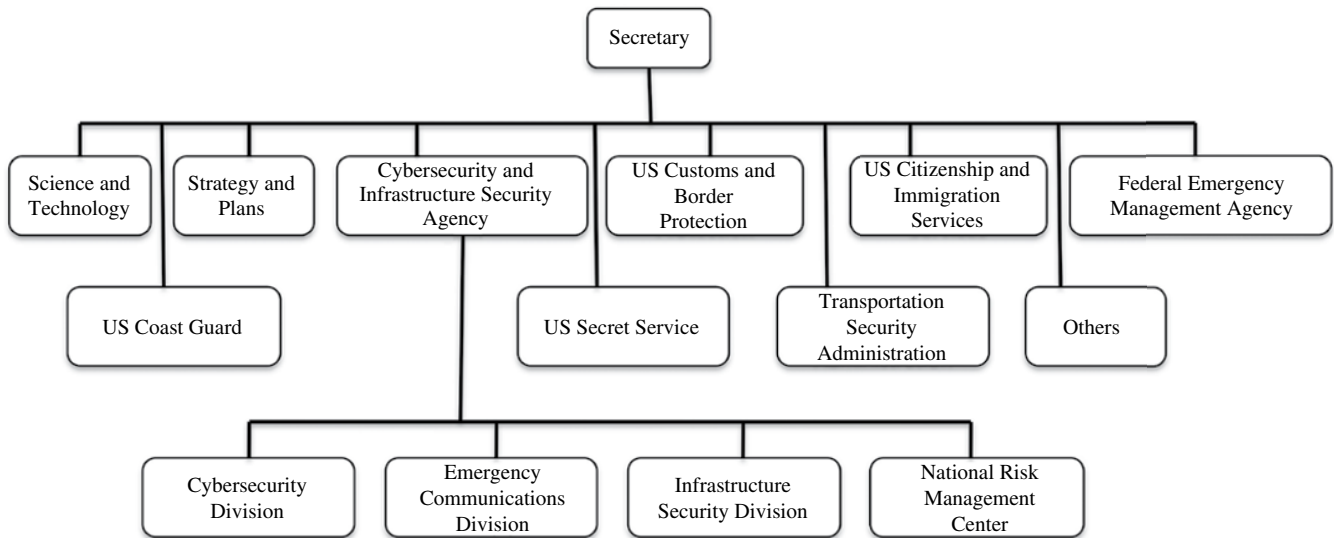 Secretary
Science and
Technology
Strategy and
Plans
Cybersecurity and
Infrastructure Security
Agency
US Customs and
Border
Protection
US Citizenship and
Immigration
Services
Federal Emergency
Management Agency
US Coast Guard
US Secret Service
Transportation
Security
Administration
Others
Cybersecurity
Division
Emergency
Communications
Division
Infrastructure
Security Division
National Risk
Management
Center